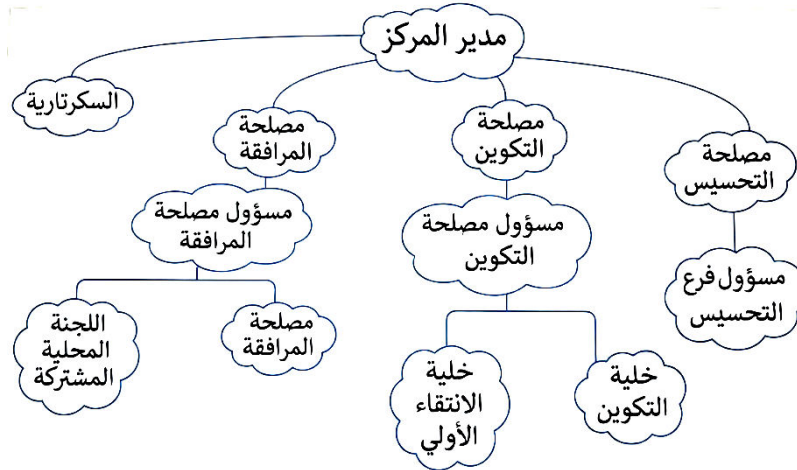 مدير المركز
السكرتارية
مصلحة
المرافقة
مصلحة
التكوين
مصلحة
التحسيس
مسؤول مصلحة
المرافقة
مسؤول مصلحة
التكوين
مسؤول فرع
التحسيس
اللجنة
المحلية
المشتركة
مصلحة
المرافقة
خلية
الانتقاء
الأولي
خلية
التكوين